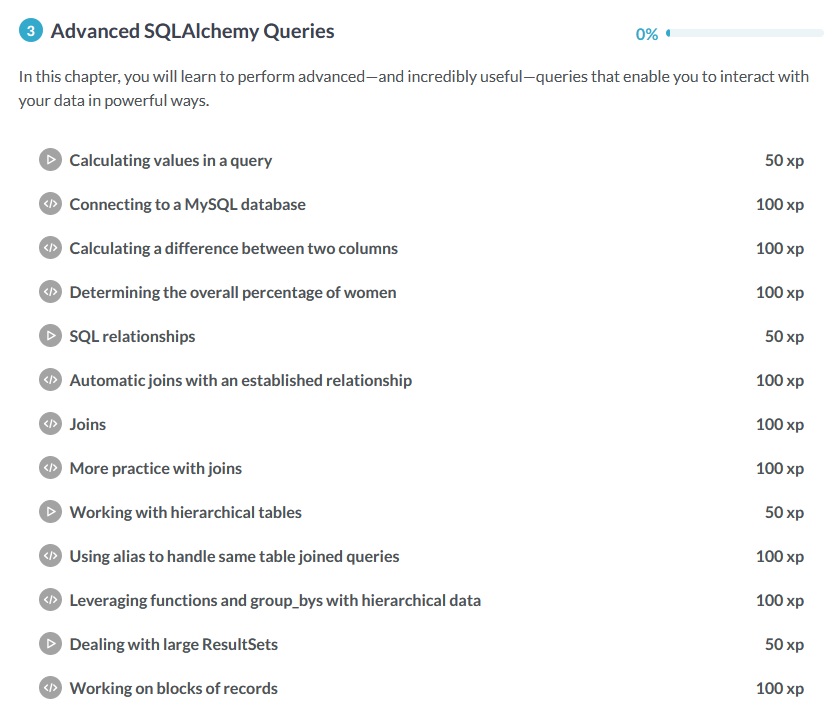 3 Advanced SQLAlchemy Queries 0%
In this chapter, you will learn to perform advanced—and incredibly useful—queries that enable you to interact with
your data in powerful ways.
Calculating values in a query 50 xp
Connecting to a MySQL database 100 xp
Calculating a difference between two columns 100 xp
Determining the overall percentage of women 100 xp
SQL relationships 50 xp
Automatic joins with an established relationship 100 xp
Joins 100 xp
More practice with joins 100 xp
Working with hierarchical tables 50 xp
Using alias to handle same table joined queries 100 xp
Leveraging functions and group_bys with hierarchical data 100 xp
Dealing with large ResultSets 50 xp
Working on blocks of records 100 xp